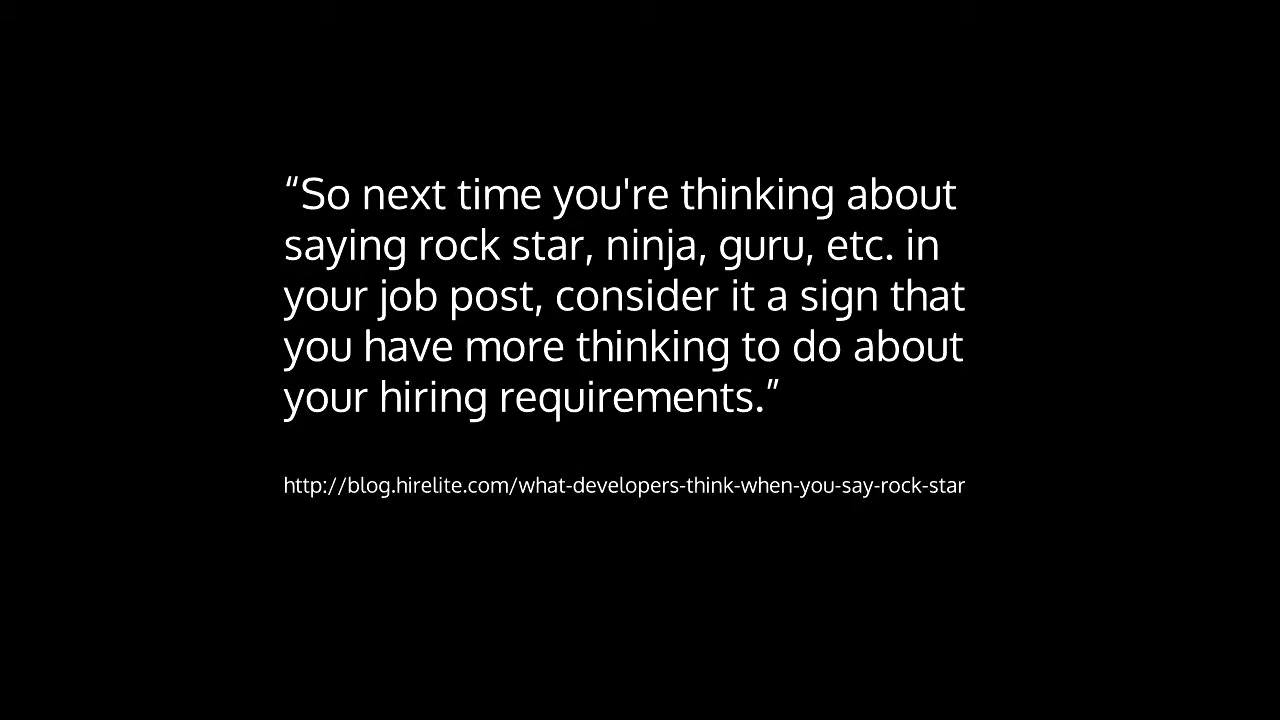 “So next time you're thinking about
saying rock star, ninja, guru, etc. in
your job post, consider it a sign that
you have more thinking to do about
your hiring requirements.”
http://blog.hirelite.com/what-developers-think-when-you-say-rock-star